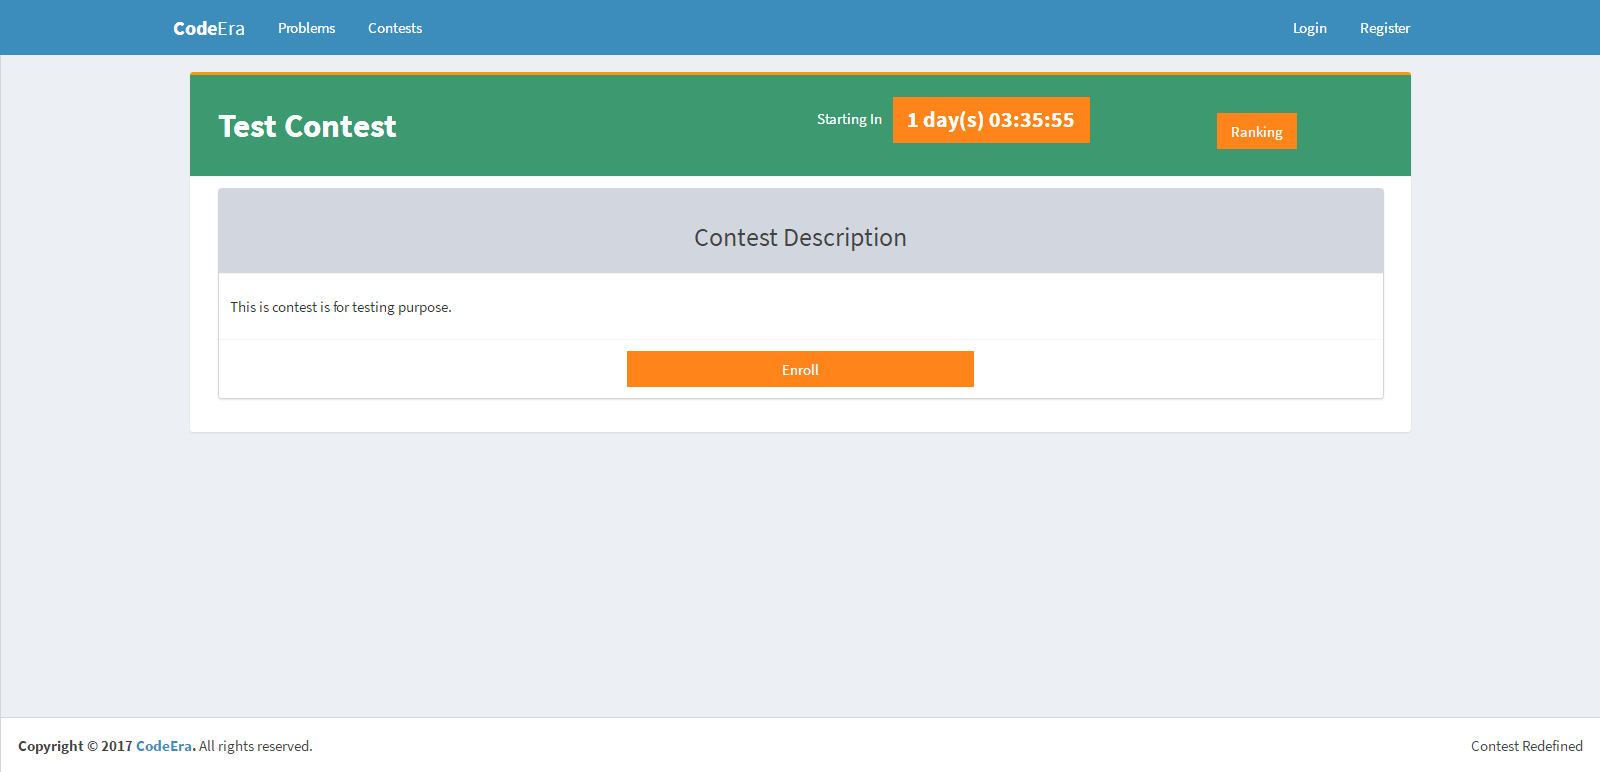 CodeEra Problems Contests Login Register
Test Contest
Starting In 1 day(s) 03:35:55
Ranking
Contest Description
This is contest is for testing purpose.
Enroll
Copyright © 2017 CodeEra. All rights reserved. Contest Redefined